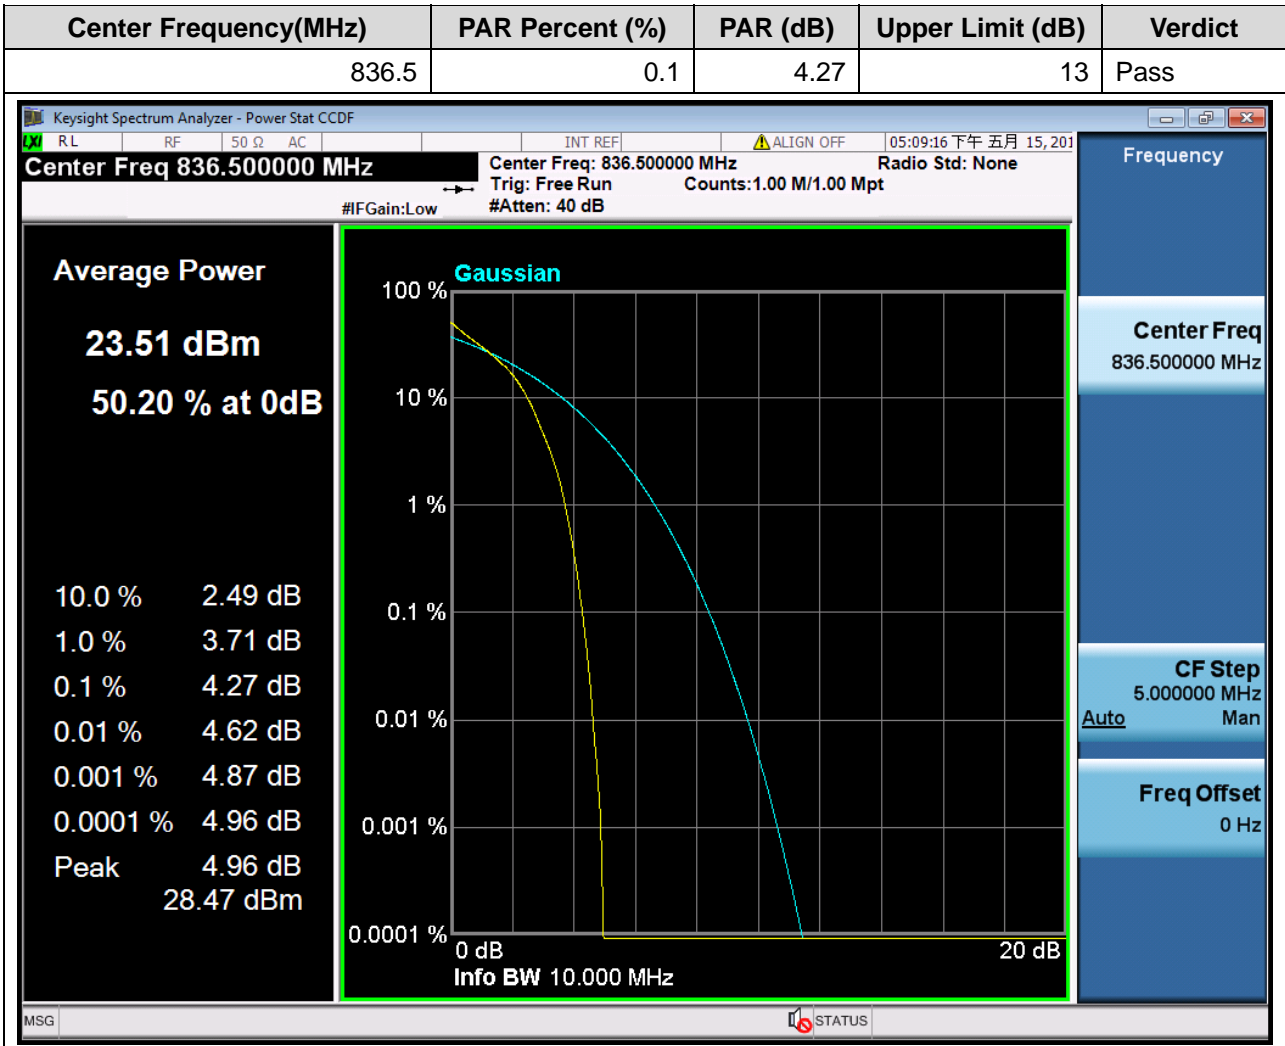 Center Frequency(MHz) PAR Percent (%) PAR (dB) Upper Limit (dB) Verdict
836.5 0.1 4.27 13 Pass
Keysight Spectrum Analyzer - Power Stat CCDF
LXI RL RF 50 Ω AC INT REF ALIGN OFF 05:09:16 下午 五月 15, 201
Center Freq 836.500000 MHz
Center Freq: 836.500000 MHz Radio Std: None
Trig: Free Run Counts:1.00 M/1.00 Mpt
#IFGain:Low #Atten: 40 dB
Frequency
Average Power
23.51 dBm
50.20 % at 0dB
10.0 % 2.49 dB
1.0 % 3.71 dB
0.1 % 4.27 dB
0.01 % 4.62 dB
0.001 % 4.87 dB
0.0001 % 4.96 dB
Peak 4.96 dB
28.47 dBm
Gaussian
100 %
10 %
1 %
0.1 %
0.01 %
0.001 %
0.0001 %
0 dB 20 dB
Info BW 10.000 MHz
Center Freq
836.500000 MHz
CF Step
5.000000 MHz
Auto Man
Freq Offset
0 Hz
MSG STATUS